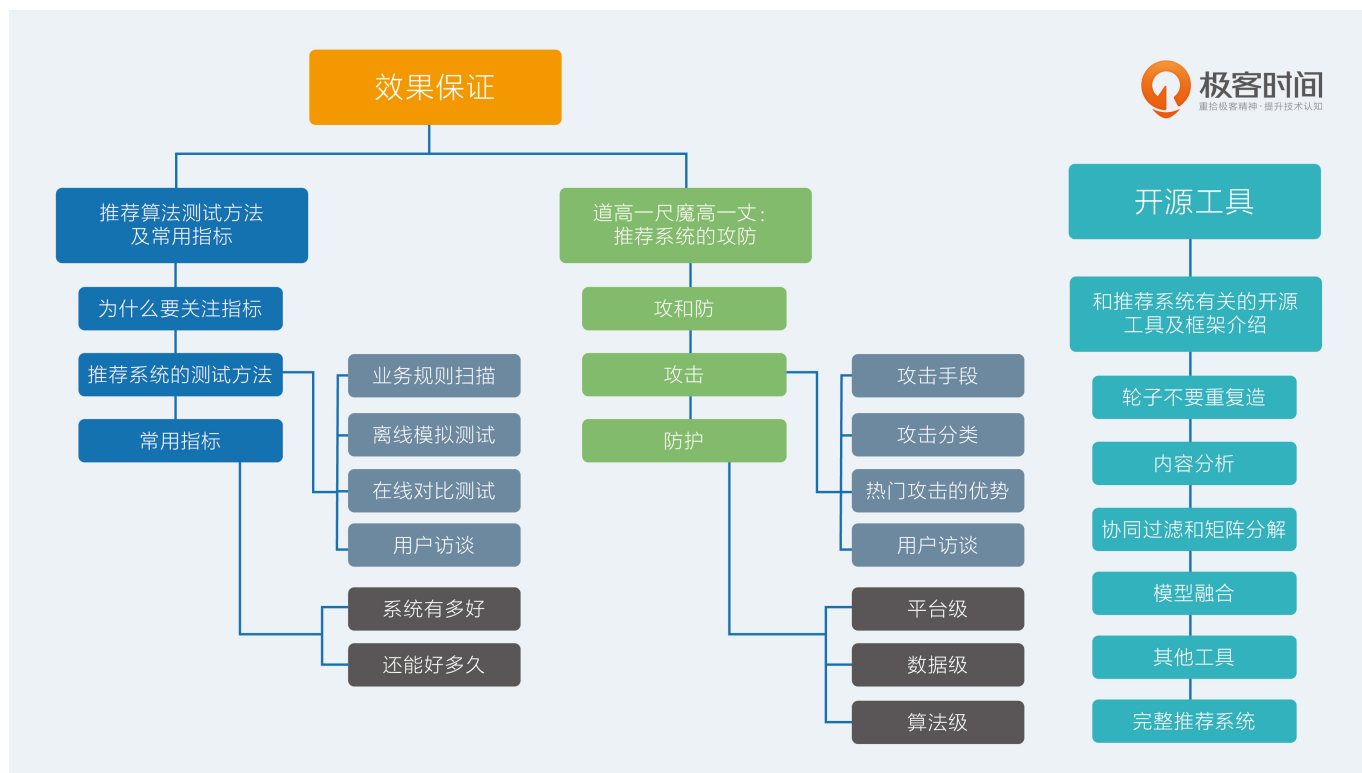 效果保证
极客时间
重拾极客精神·提升技术认知
推荐算法测试方法
及常用指标
为什么要关注指标
推荐系统的测试方法
常用指标
业务规则扫描
离线模拟测试
在线对比测试
用户访谈
系统有多好
还能好多久
道高一尺魔高一丈：
推荐系统的攻防
攻和防
攻击
防护
攻击手段
攻击分类
热门攻击的优势
用户访谈
平台级
数据级
算法级
开源工具
和推荐系统有关的开源
工具及框架介绍
轮子不要重复造
内容分析
协同过滤和矩阵分解
模型融合
其他工具
完整推荐系统